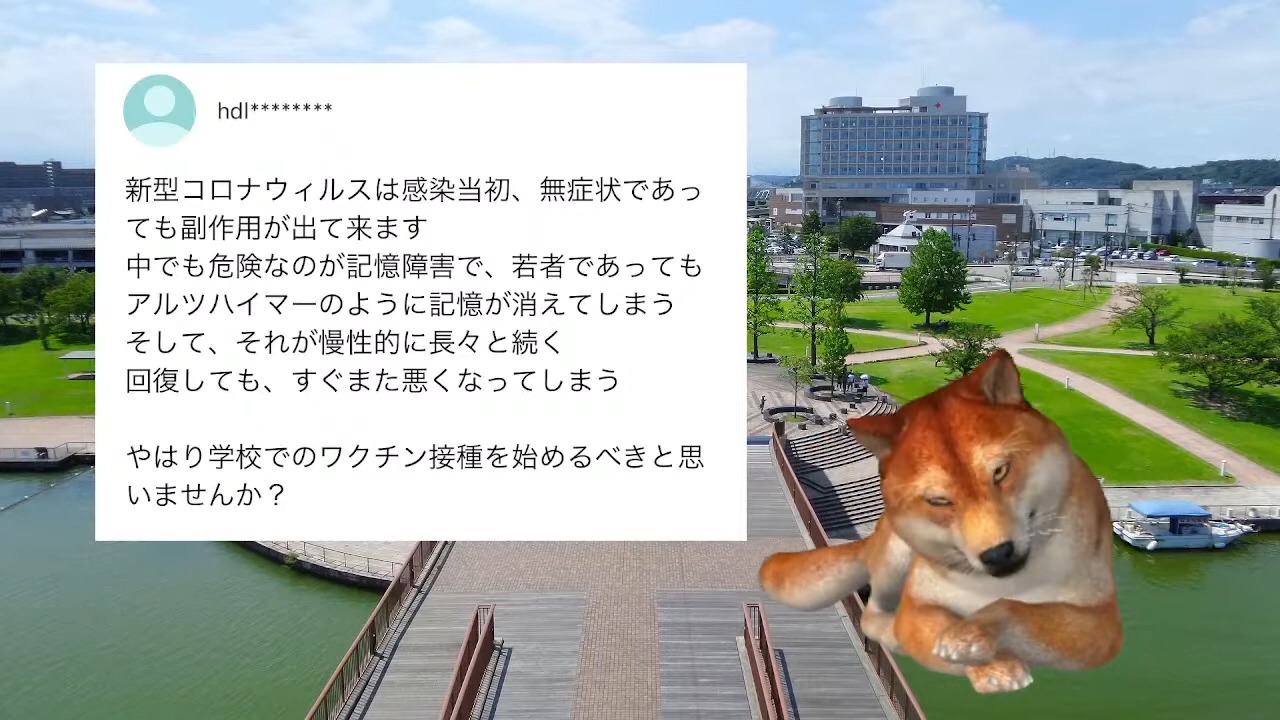 hdl********
新型コロナウィルスは感染当初、無症状であっ
ても副作用が出て来ます
中でも危険なのが記憶障害で、若者であっても
アルツハイマーのように記憶が消えてしまう
そして、それが慢性的に長々と続く
回復しても、すぐまた悪くなってしまう
やはり学校でのワクチン接種を始めるべきと思
いませんか？